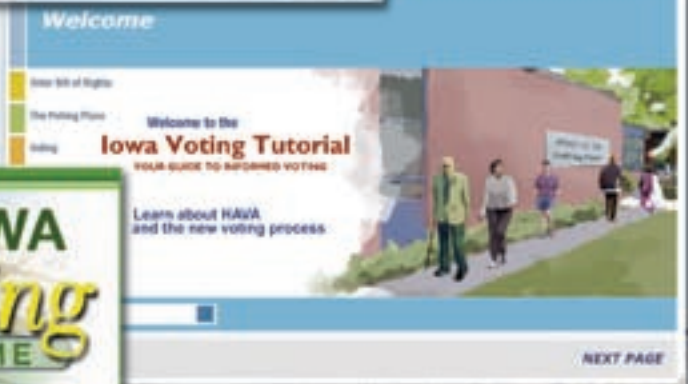 Welcome
Voter Bill of Rights
The Polling Place
Voting
Welcome to the
Iowa Voting Tutorial
YOUR GUIDE TO INFORMED VOTING
Learn about HAVA
and the new voting process
WA
ng
ME
NEXT PAGE